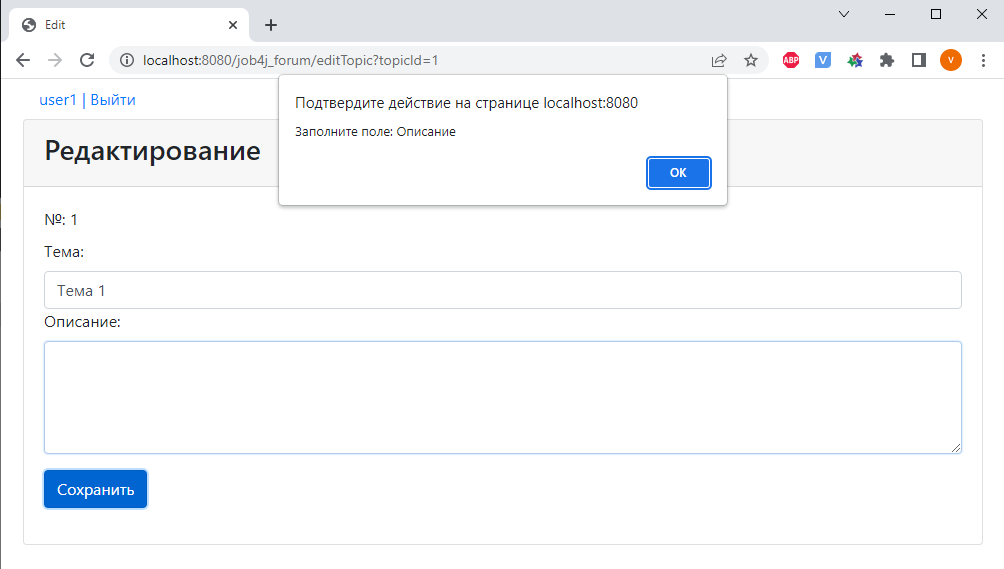 Edit
localhost:8080/job4j_forum/editTopic?topicId=1
ABP
V
V
user1 | Выйти
Подтвердите действие на странице localhost:8080
Заполните поле: Описание
OK
Редактирование
№: 1
Тема:
Тема 1
Описание:
Сохранить